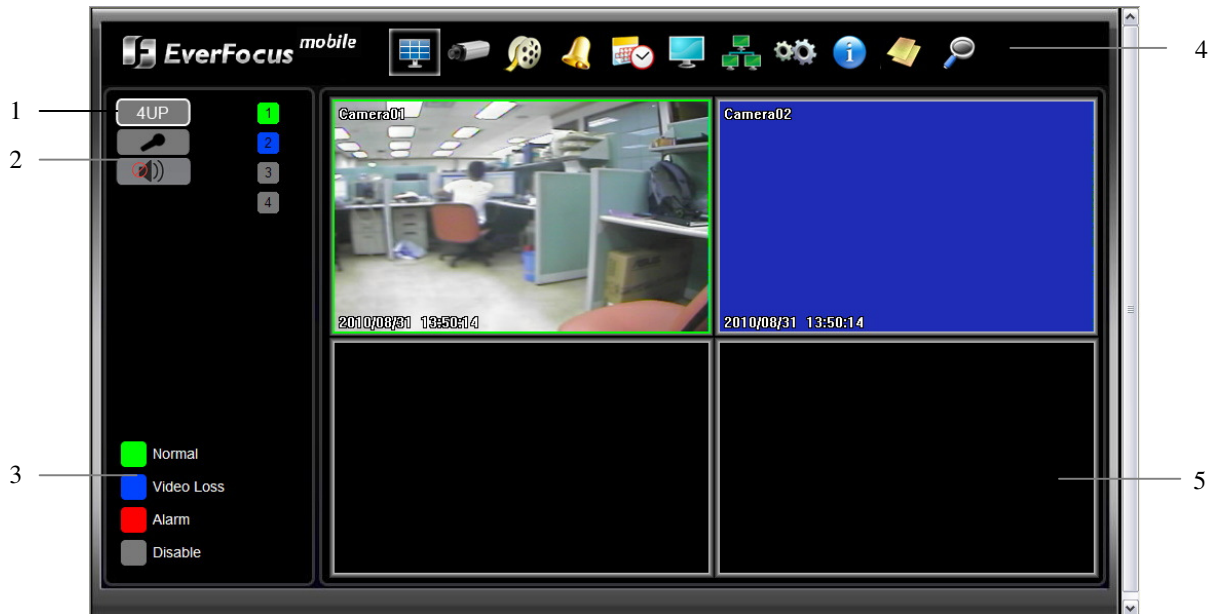 EverFocus mobile
4
1
4UP
1
2
2
3
4
Camera01
2010/08/31 13:50:14
Camera02
2010/08/31 13:50:14
3
Normal
Video Loss
Alarm
Disable
5